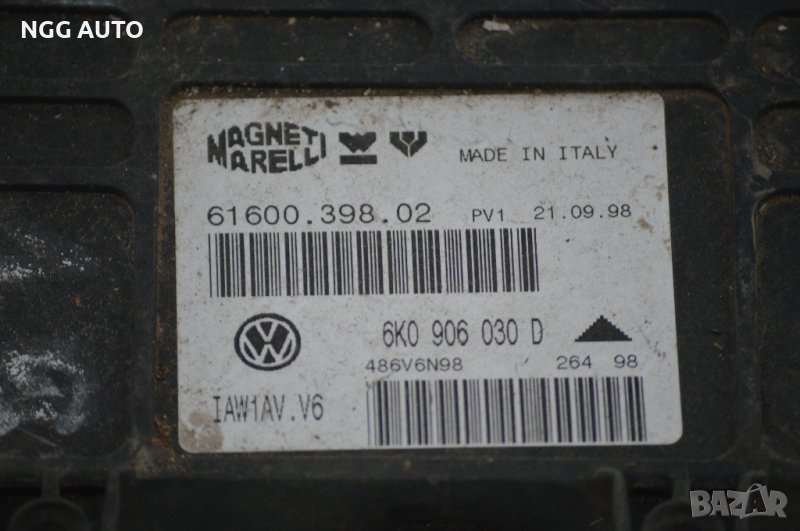 NGG AUTO
MAGNETI MARELLI
MADE IN ITALY
61600.398.02 PV1 21.09.98
6K0 906 030 D
486V6N98 264 98
IAW1AV.V6
BAZAR